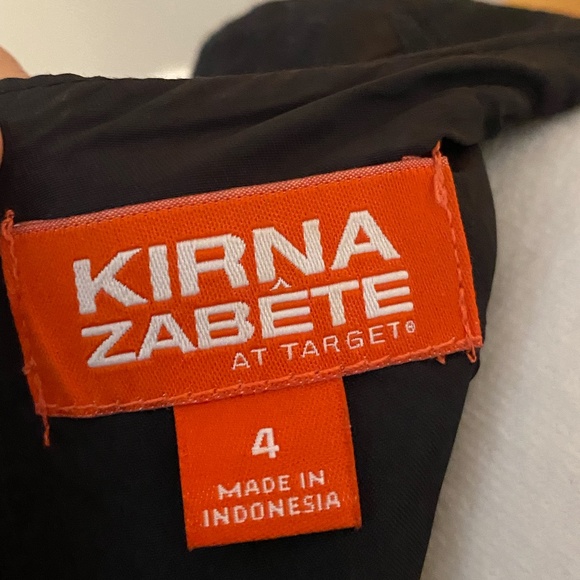 KIRNA
ZABÊTE
AT TARGET®
4
MADE IN
INDONESIA